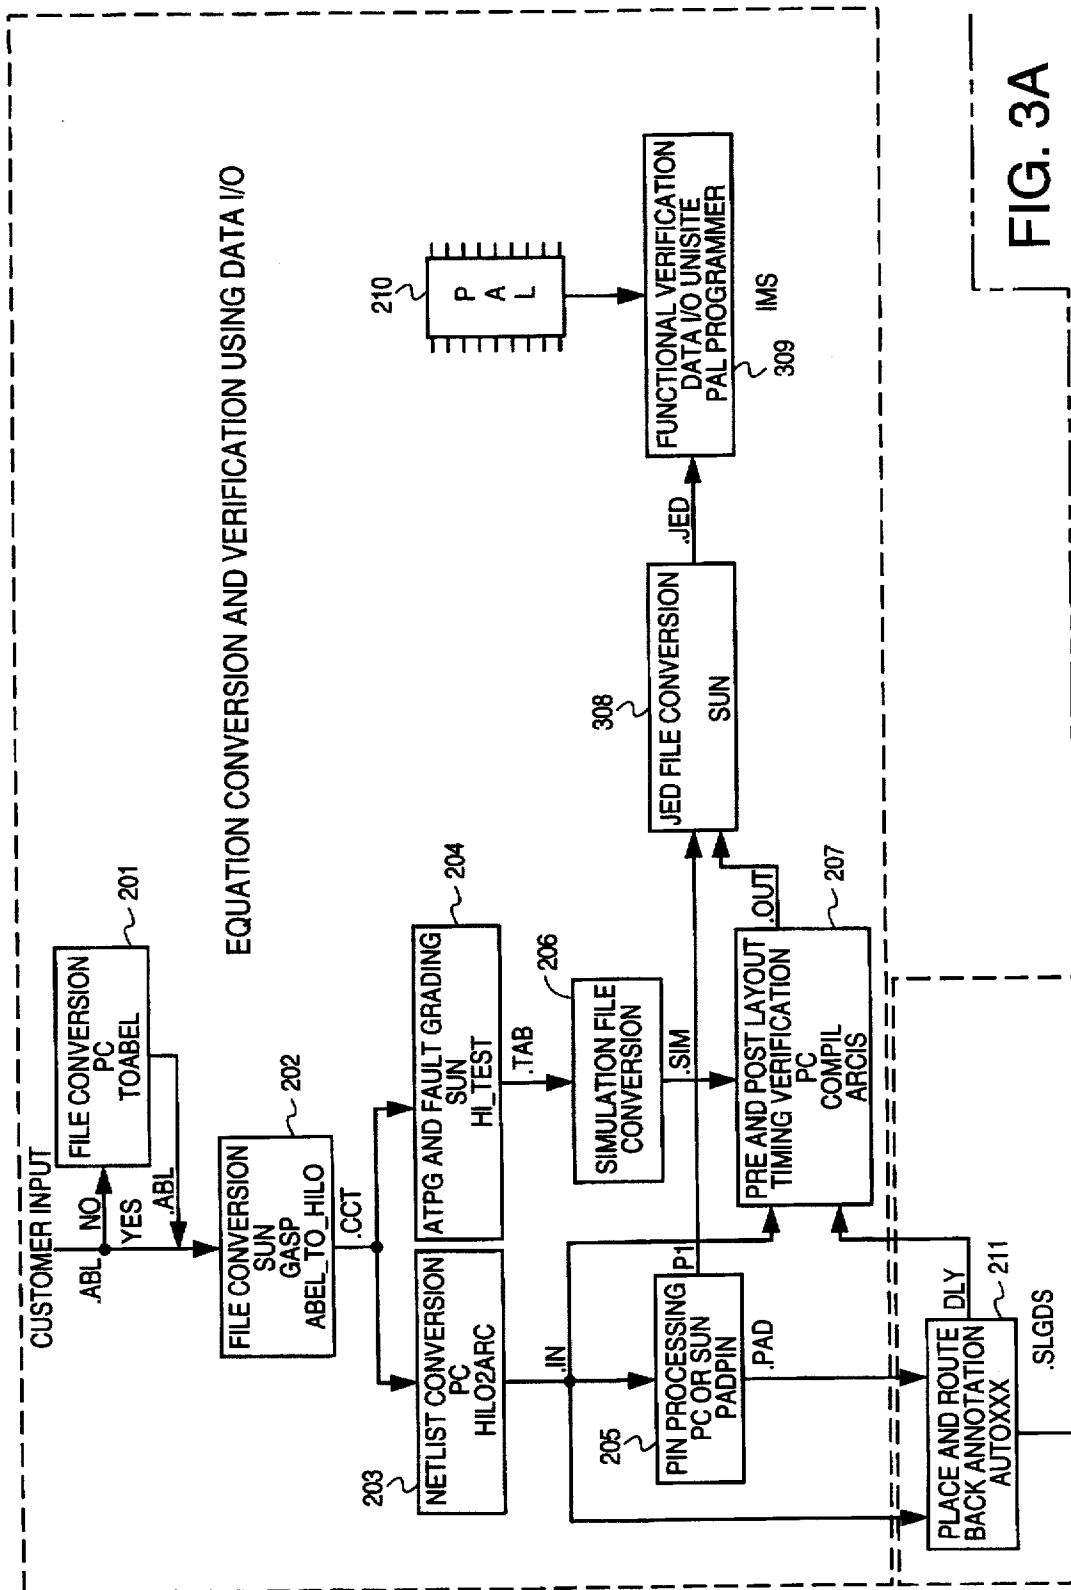 CUSTOMER INPUT
.ABL
NO
YES
FILE CONVERSION
PC
TOABEL
201
.ABL
FILE CONVERSION
SUN
GASP
ABEL_TO_HILO
202
.CCT
EQUATION CONVERSION AND VERIFICATION USING DATA I/O
NETLIST CONVERSION
PC
HILO2ARC
203
ATPG AND FAULT GRADING
SUN
HI_TEST
204
.TAB
.IN
SIMULATION FILE
CONVERSION
206
.SIM
PIN PROCESSING
PC OR SUN
PADPIN
205
P1
.PAD
PRE AND POST LAYOUT
TIMING VERIFICATION
PC
COMPIL
ARCIS
207
.OUT
JED FILE CONVERSION
SUN
308
.JED
PAL
210
FUNCTIONAL VERIFICATION
DATA I/O UNISITE
PAL PROGRAMMER
309
IMS
PLACE AND ROUTE
BACK ANNOTATION
AUTOXXX
211
DLY
.SLGDS
FIG. 3A